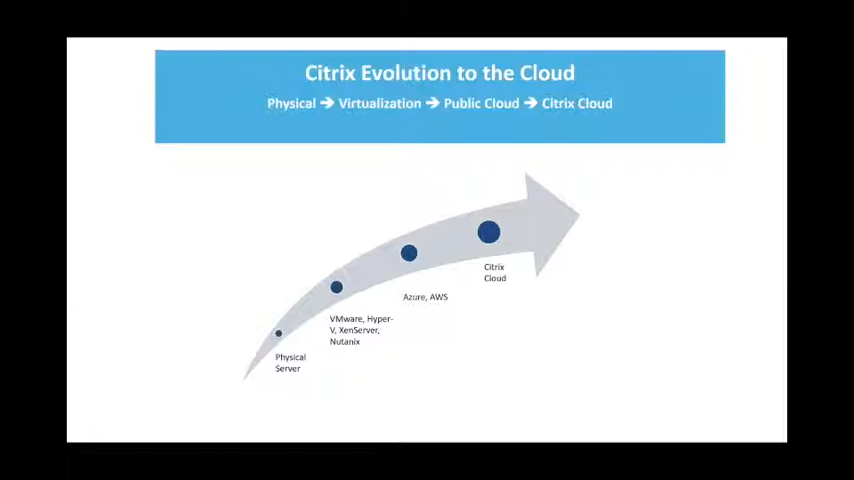 Citrix Evolution to the Cloud
Physical → Virtualization → Public Cloud → Citrix Cloud
Citrix
Cloud
Azure, AWS
VMware, Hyper-
V, XenServer,
Nutanix
Physical
Server